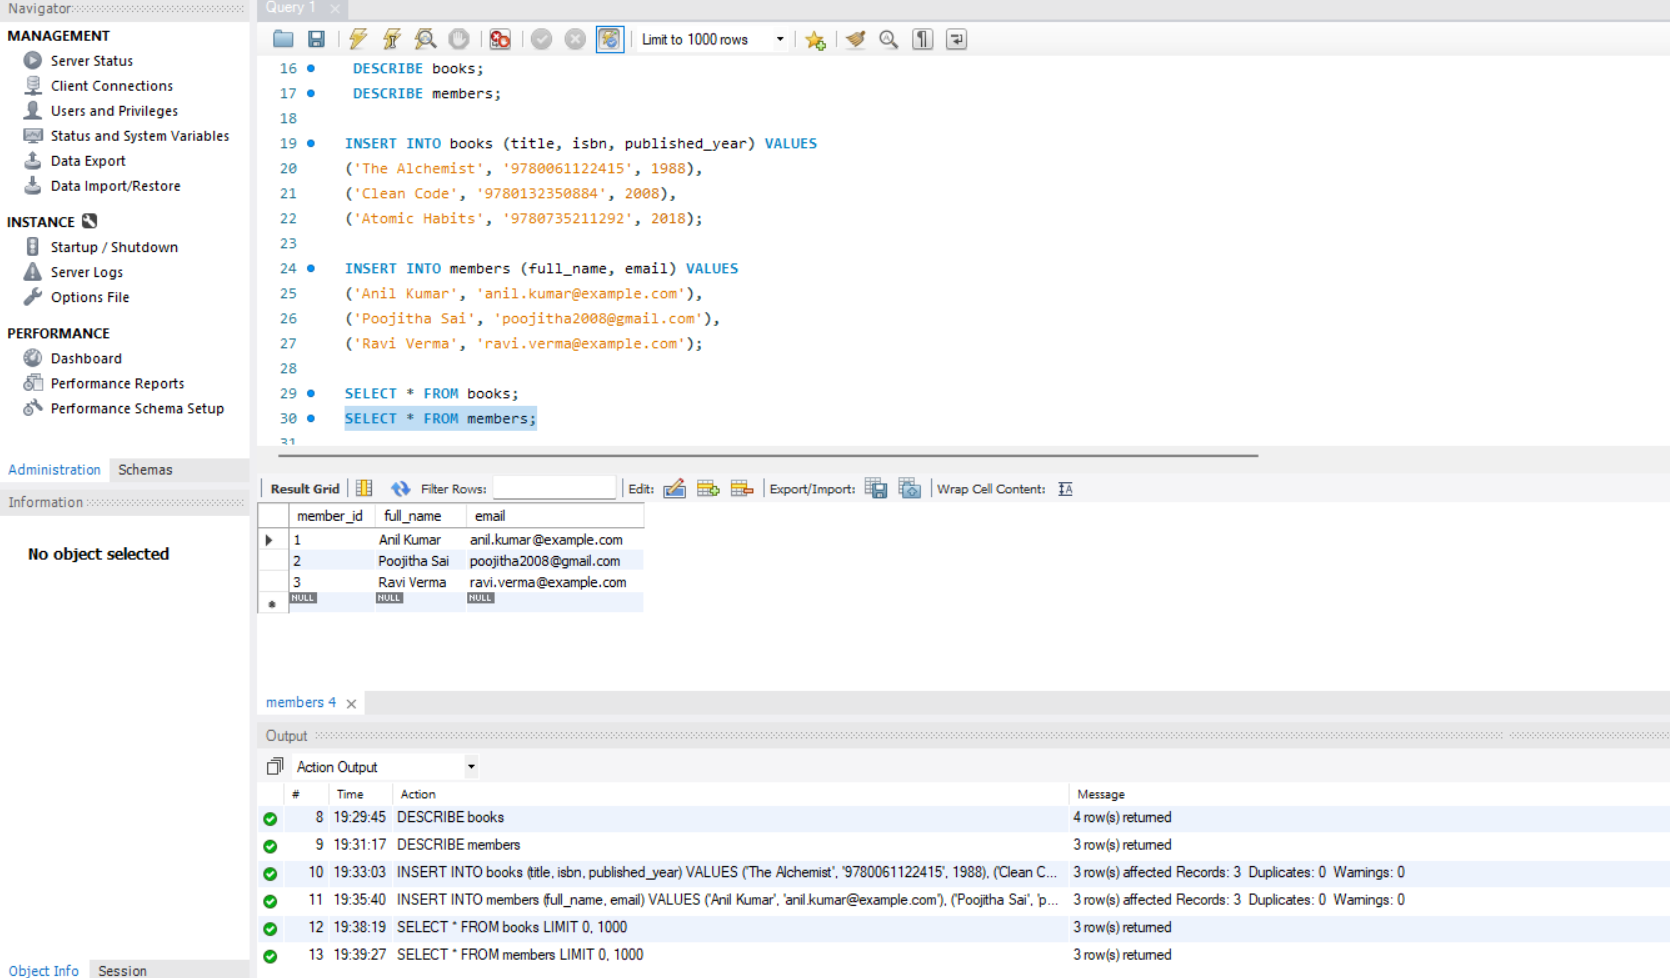 Navigator
MANAGEMENT
Server Status
Client Connections
Users and Privileges
Status and System Variables
Data Export
Data Import/Restore
INSTANCE
Startup / Shutdown
Server Logs
Options File
PERFORMANCE
Dashboard
Performance Reports
Performance Schema Setup
Administration Schemas
Information
No object selected
Object Info Session
Query 1
Limit to 1000 rows
16 DESCRIBE books;
17 DESCRIBE members;
18
19 INSERT INTO books (title, isbn, published_year) VALUES
20 ('The Alchemist', '9780061122415', 1988),
21 ('Clean Code', '9780132350884', 2008),
22 ('Atomic Habits', '9780735211292', 2018);
23
24 INSERT INTO members (full_name, email) VALUES
25 ('Anil Kumar', 'anil.kumar@example.com'),
26 ('Poojitha Sai', 'poojitha2008@gmail.com'),
27 ('Ravi Verma', 'ravi.verma@example.com');
28
29 SELECT * FROM books;
30 SELECT * FROM members;
31
Result Grid Filter Rows: Edit: Export/Import: Wrap Cell Content: IA
member_id full_name email
1 Anil Kumar anil.kumar@example.com
2 Poojitha Sai poojitha2008@gmail.com
3 Ravi Verma ravi.verma@example.com
NULL NULL NULL
members 4
Output
Action Output
# Time Action Message
8 19:29:45 DESCRIBE books 4 row(s) returned
9 19:31:17 DESCRIBE members 3 row(s) returned
10 19:33:03 INSERT INTO books (title, isbn, published_year) VALUES ('The Alchemist', '9780061122415', 1988), ('Clean C... 3 row(s) affected Records: 3 Duplicates: 0 Warnings: 0
11 19:35:40 INSERT INTO members (full_name, email) VALUES ('Anil Kumar', 'anil.kumar@example.com'), ('Poojitha Sai', 'p... 3 row(s) affected Records: 3 Duplicates: 0 Warnings: 0
12 19:38:19 SELECT * FROM books LIMIT 0, 1000 3 row(s) returned
13 19:39:27 SELECT * FROM members LIMIT 0, 1000 3 row(s) returned